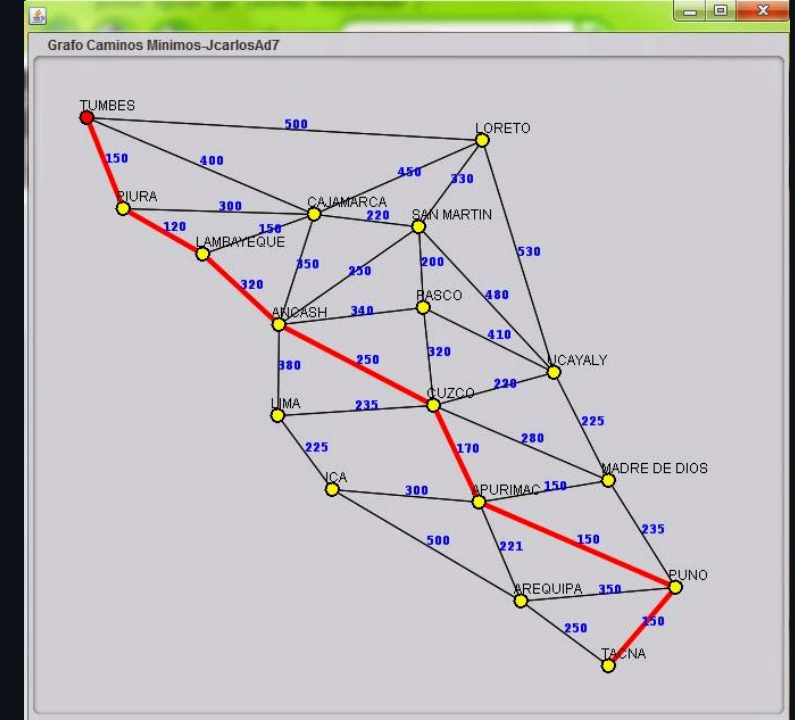 Grafo Caminos Minimos-JcarlosAd7
TUMBES
500
LORETO
150
400
450
330
PIURA
300
CAJAMARCA
220
SAN MARTIN
120
150
LAMBAYEQUE
350
250
200
530
320
PASCO
480
ANCASH
340
410
380
250
320
UCAYALY
220
CUZCO
LIMA
235
225
225
170
280
MADRE DE DIOS
ICA
300
APURIMAC
150
500
221
150
235
PUNO
AREQUIPA
350
250
150
TACNA